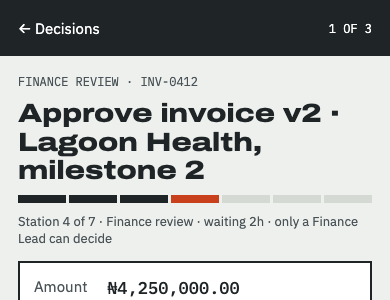 ← Decisions
1 OF 3
FINANCE REVIEW · INV-0412
Approve invoice v2 ·
Lagoon Health,
milestone 2
Station 4 of 7 · Finance review · waiting 2h · only a Finance
Lead can decide
Amount ₦4,250,000.00